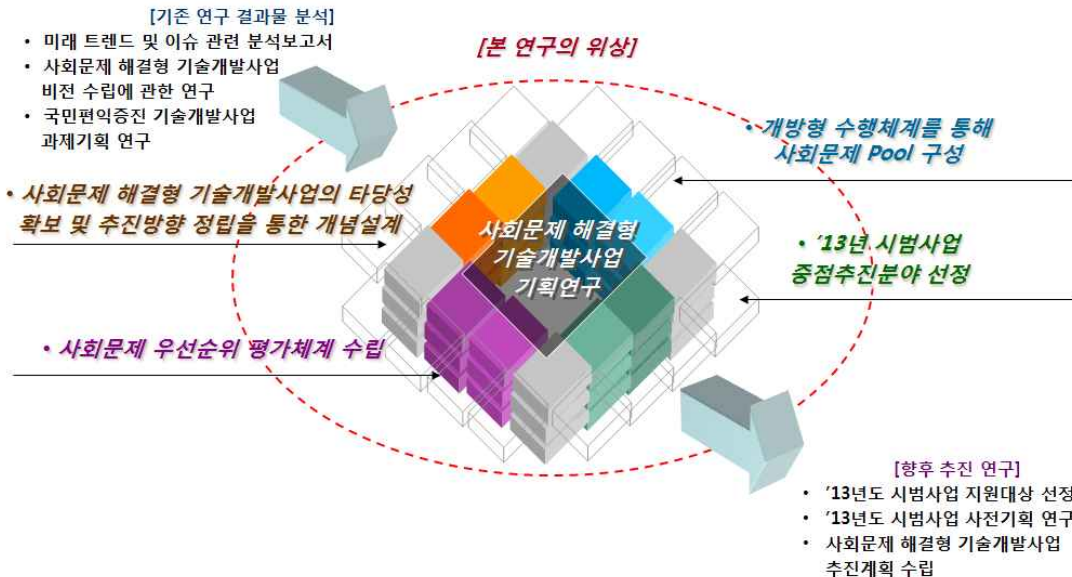 [기존 연구 결과물 분석]
• 미래 트렌드 및 이슈 관련 분석보고서
• 사회문제 해결형 기술개발사업
비전 수립에 관한 연구
• 국민편익증진 기술개발사업
과제기획 연구
[본 연구의 위상]
• 개방형 수행체계를 통해
사회문제 Pool 구성
• 사회문제 해결형 기술개발사업의 타당성
확보 및 추진방향 정립을 통한 개념설계
사회문제 해결형
기술개발사업
기획연구
• ’13년 시범사업
중점추진분야 선정
• 사회문제 우선순위 평가체계 수립
[향후 추진 연구]
• ’13년도 시범사업 지원대상 선정
• ’13년도 시범사업 사전기획 연구
• 사회문제 해결형 기술개발사업
추진계획 수립